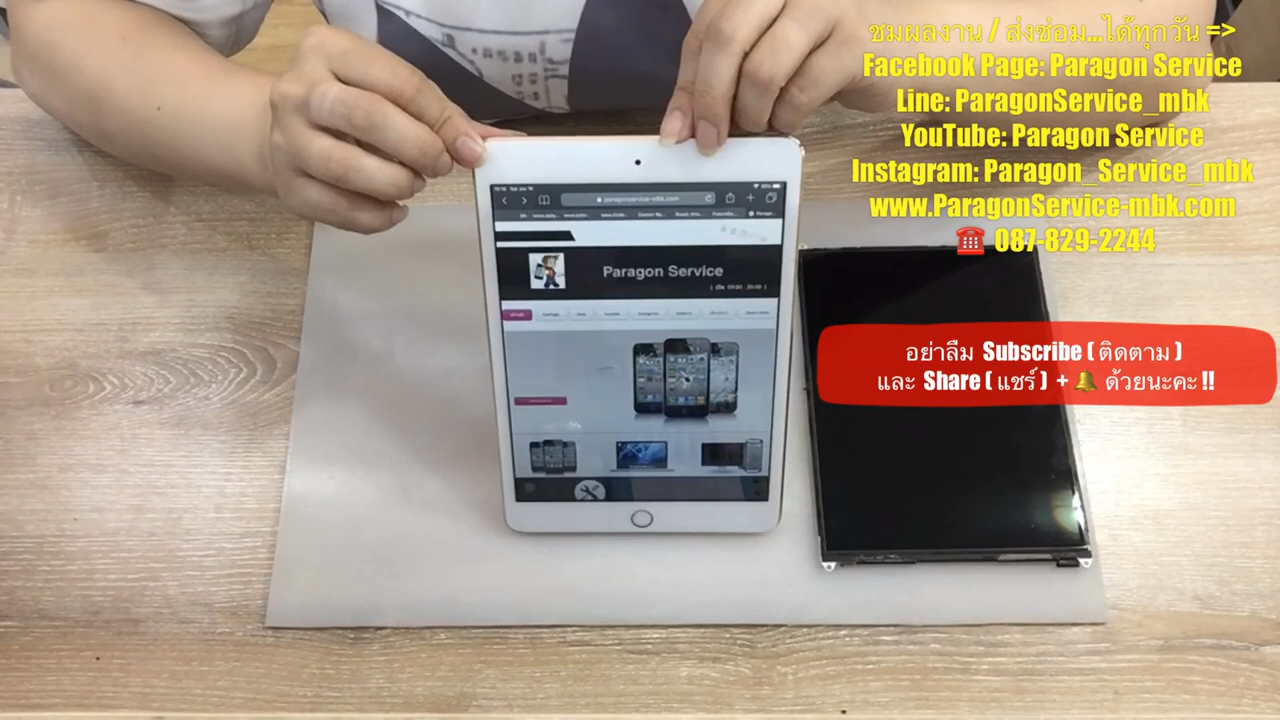 ชมผลงาน / ส่งซ่อม...ได้ทุกวัน =>
Facebook Page: Paragon Service
Line: ParagonService_mbk
YouTube: Paragon Service
Instagram: Paragon_Service_mbk
www.ParagonService-mbk.com
☎️ 087-829-2244
อย่าลืม Subscribe ( ติดตาม )
และ Share ( แชร์ ) + 🔔 ด้วยนะคะ !!
paragonservice-mbk.com
Paragon Service